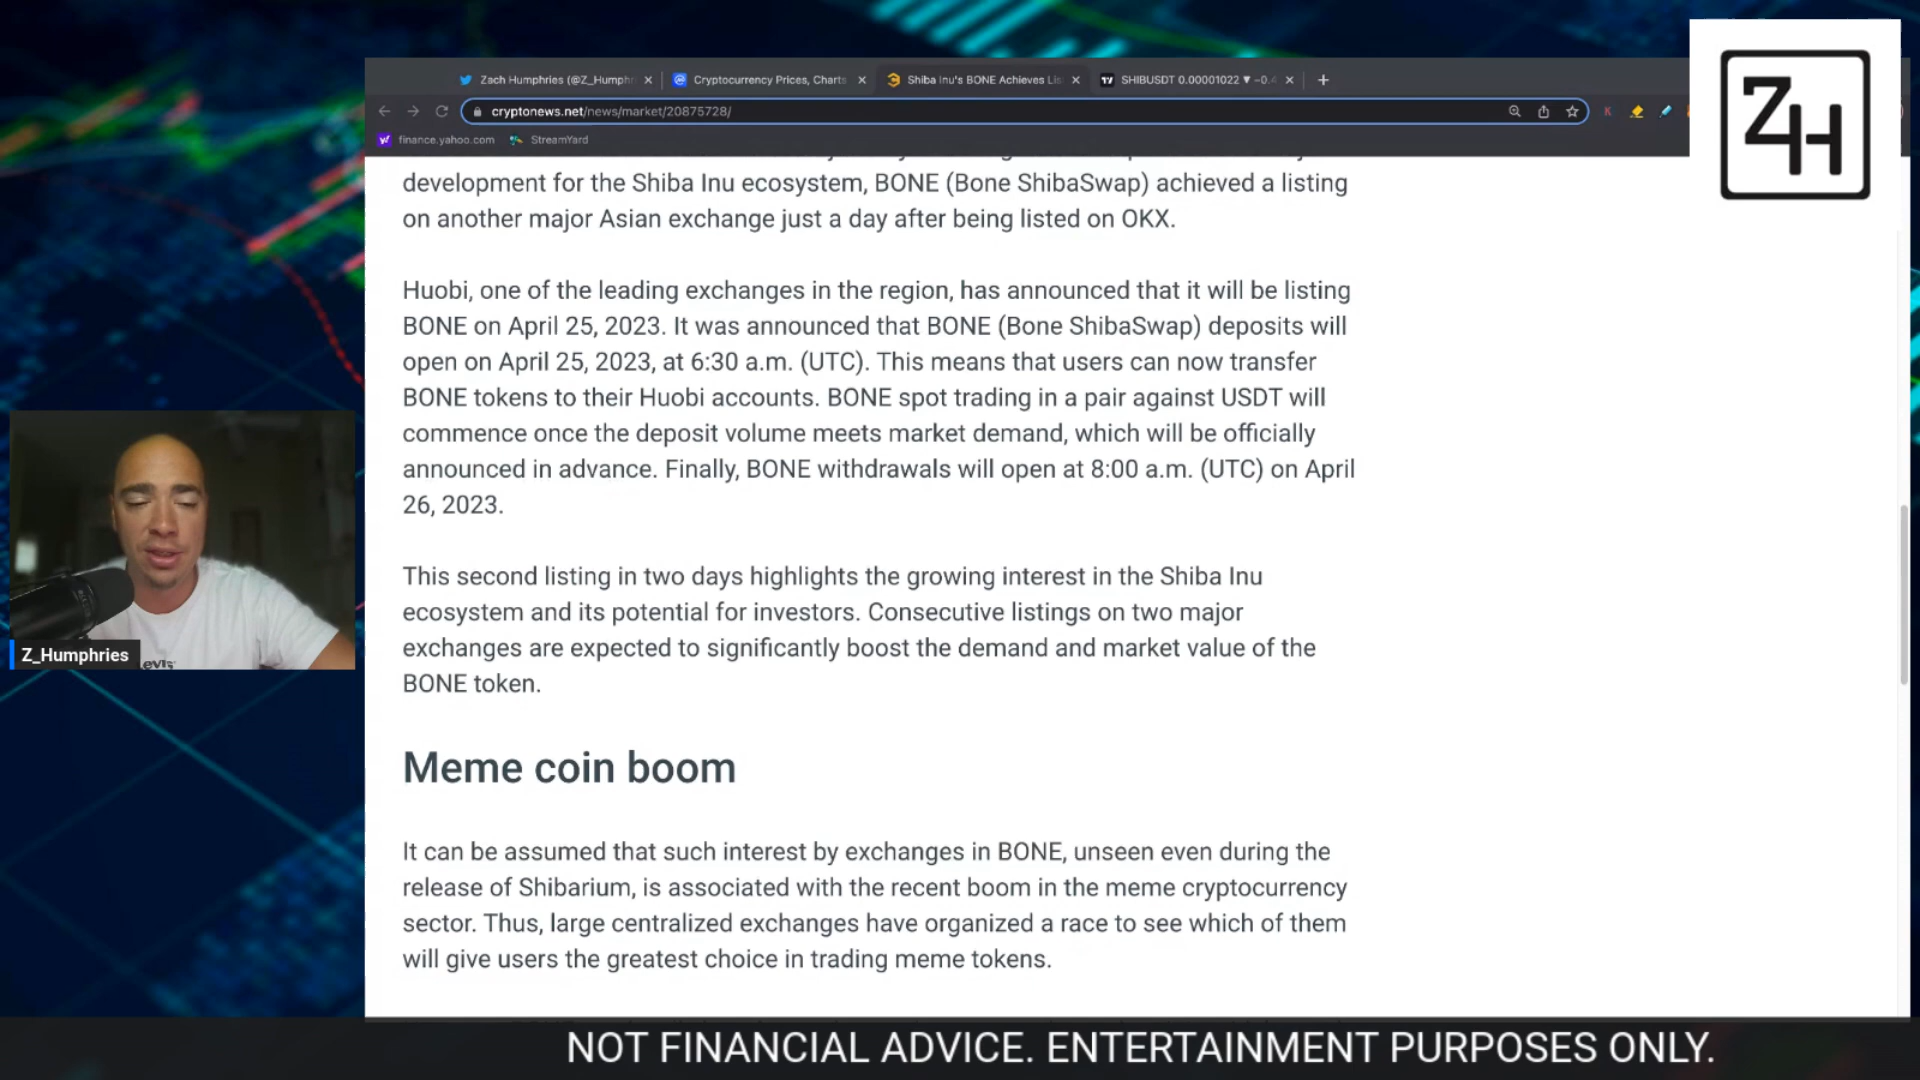 Zach Humphries (@Z_Humphr
Cryptocurrency Prices, Charts
Shiba Inu's BONE Achieves Lis
SHIBUSDT 0.00001022 ▼ −0.
cryptonews.net/news/market/20875728/
finance.yahoo.com
StreamYard
ZH
development for the Shiba Inu ecosystem, BONE (Bone ShibaSwap) achieved a listing
on another major Asian exchange just a day after being listed on OKX.
Huobi, one of the leading exchanges in the region, has announced that it will be listing
BONE on April 25, 2023. It was announced that BONE (Bone ShibaSwap) deposits will
open on April 25, 2023, at 6:30 a.m. (UTC). This means that users can now transfer
BONE tokens to their Huobi accounts. BONE spot trading in a pair against USDT will
commence once the deposit volume meets market demand, which will be officially
announced in advance. Finally, BONE withdrawals will open at 8:00 a.m. (UTC) on April
26, 2023.
This second listing in two days highlights the growing interest in the Shiba Inu
ecosystem and its potential for investors. Consecutive listings on two major
exchanges are expected to significantly boost the demand and market value of the
BONE token.
Meme coin boom
It can be assumed that such interest by exchanges in BONE, unseen even during the
release of Shibarium, is associated with the recent boom in the meme cryptocurrency
sector. Thus, large centralized exchanges have organized a race to see which of them
will give users the greatest choice in trading meme tokens.
Z_Humphries
NOT FINANCIAL ADVICE. ENTERTAINMENT PURPOSES ONLY.